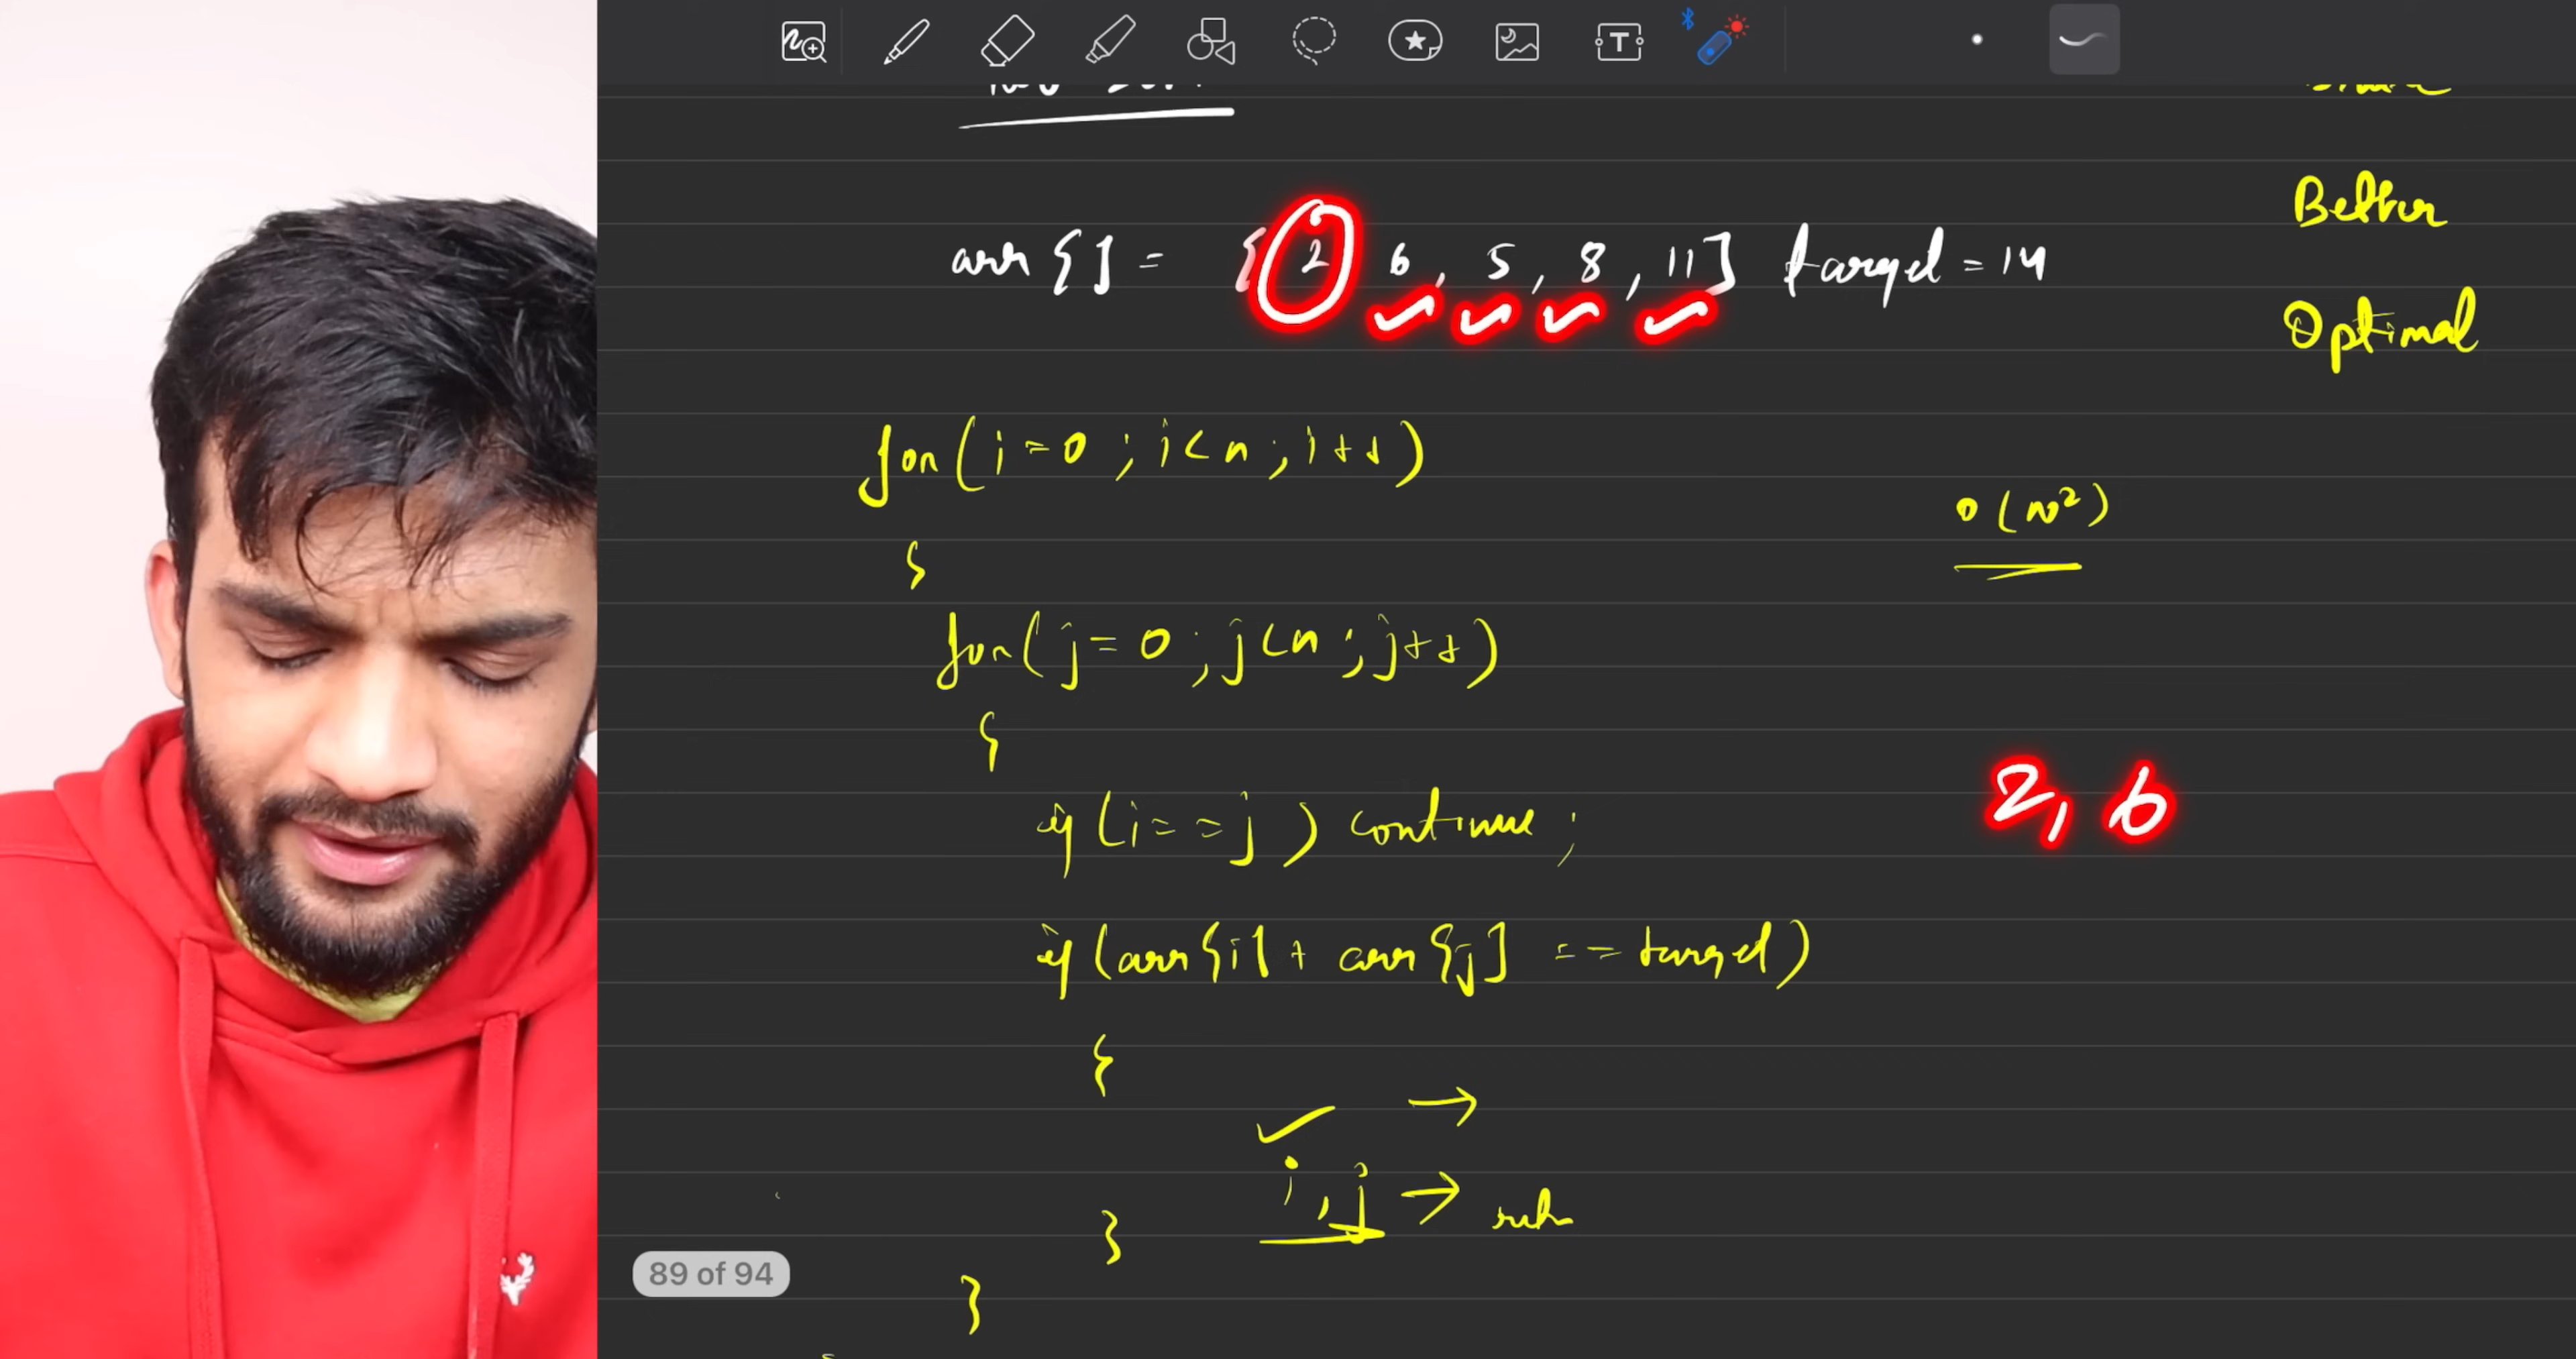 Better
arr[] = {2, 6, 5, 8, 11} target = 14
Optimal
for(i=0; i<n; i++)
O(N²)
{
for(j=0; j<n; j++)
{
2, 6
if(i==j) continue;
if(arr[i] + arr[j] == target)
{
i, j →
}
89 of 94
}